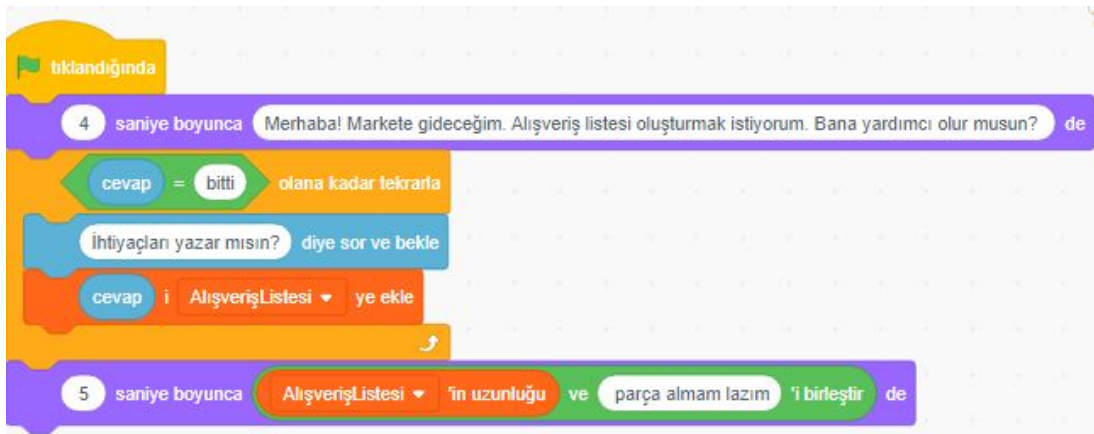 tıklandığında
4 saniye boyunca Merhaba! Markete gideceğim. Alışveriş listesi oluşturmak istiyorum. Bana yardımcı olur musun? de
cevap = bitti olana kadar tekrarla
İhtiyaçları yazar mısın? diye sor ve bekle
cevap i AlışverişListesi ye ekle
5 saniye boyunca AlışverişListesi 'in uzunluğu ve parça almam lazım 'i birleştir de